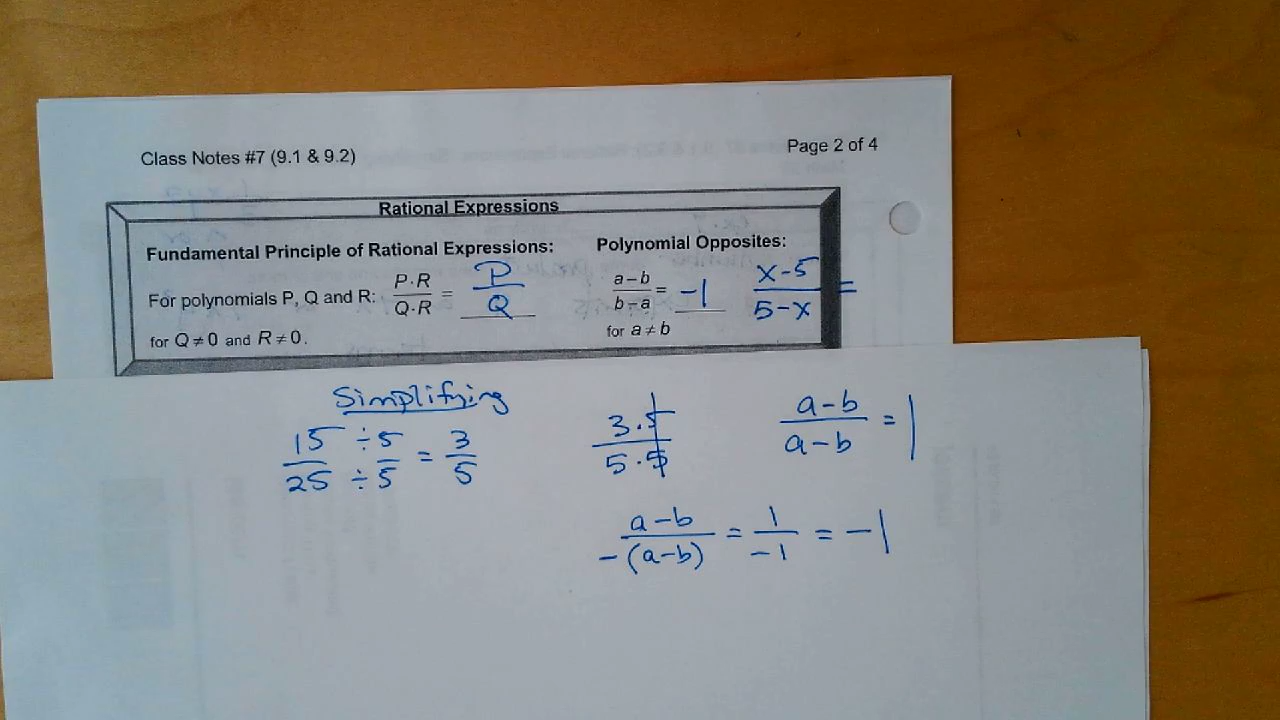 Class Notes #7 (9.1 & 9.2) Page 2 of 4
Rational Expressions
Fundamental Principle of Rational Expressions: Polynomial Opposites:
For polynomials P, Q and R: P·R/Q·R = P/Q a-b/b-a = -1 x-5/5-x =
for Q≠0 and R≠0. for a≠b
Simplifying
15/25 ÷5/÷5 = 3/5 3·5/5·5 a-b/a-b = 1
a-b/-(a-b) = 1/-1 = -1